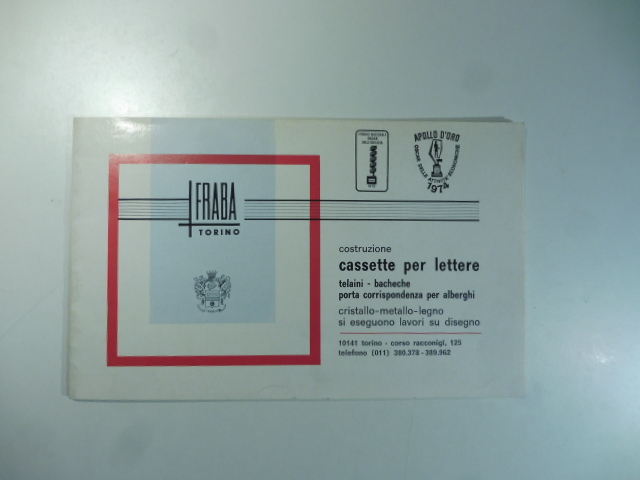 APOLLO D'ORO
1974
FRABA
TORINO
costruzione
cassette per lettere
telaini - bacheche
porta corrispondenza per alberghi
cristallo-metallo-legno
si eseguono lavori su disegno
10141 torino - corso racconigi, 125
telefono (011) 380.378 - 389.962